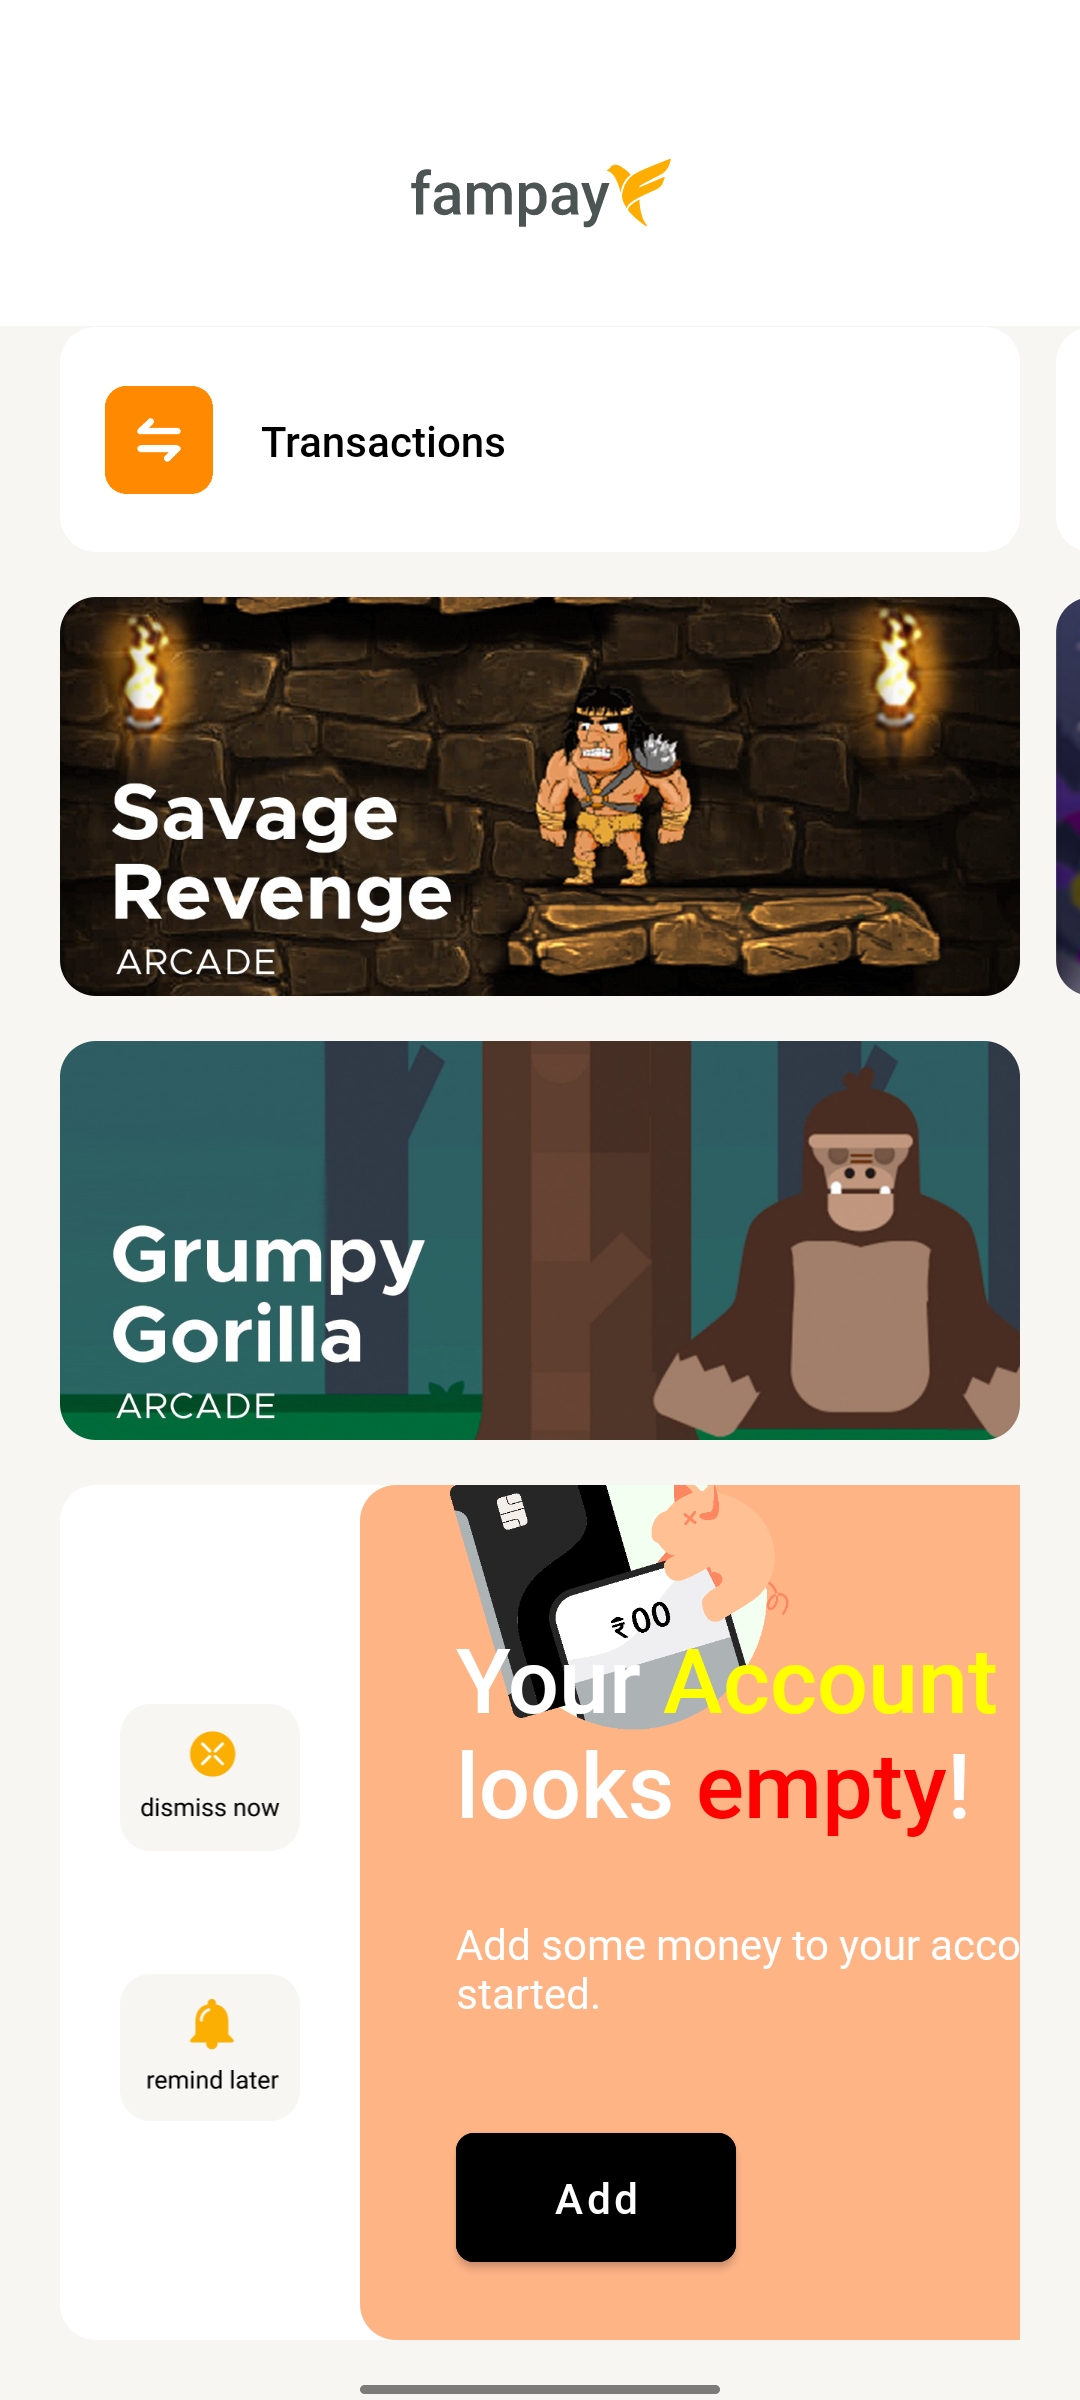 fampay
Transactions
Savage
Revenge
ARCADE
Grumpy
Gorilla
ARCADE
₹00
Your Account
looks empty!
dismiss now
Add some money to your acco
started.
remind later
Add